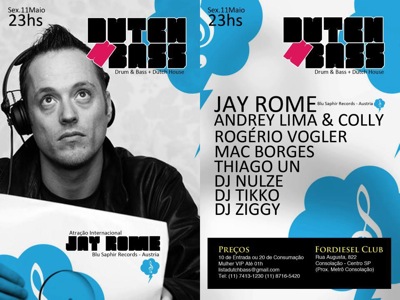 Sex.11Maio
23hs
DUTCH
BASS
Drum & Bass + Dutch House
Atração Internacional
JAY ROME
Blu Saphir Records - Austria
Sex.11Maio
23hs
DUTCH
BASS
Drum & Bass + Dutch House
JAY ROME Blu Saphir Records - Austria
ANDREY LIMA & COLLY
ROGÉRIO VOGLER
MAC BORGES
THIAGO UN
DJ NULZE
DJ TIKKO
DJ ZIGGY
Preços
10 de Entrada ou 20 de Consumação
Mulher VIP Até 01h
listadutchbass@gmail.com
Tel: (11) 7413-1230 (11) 8716-5420
Fordiesel Club
Rua Augusta, 822
Consolação - Centro SP
(Prox. Metrô Consolação)